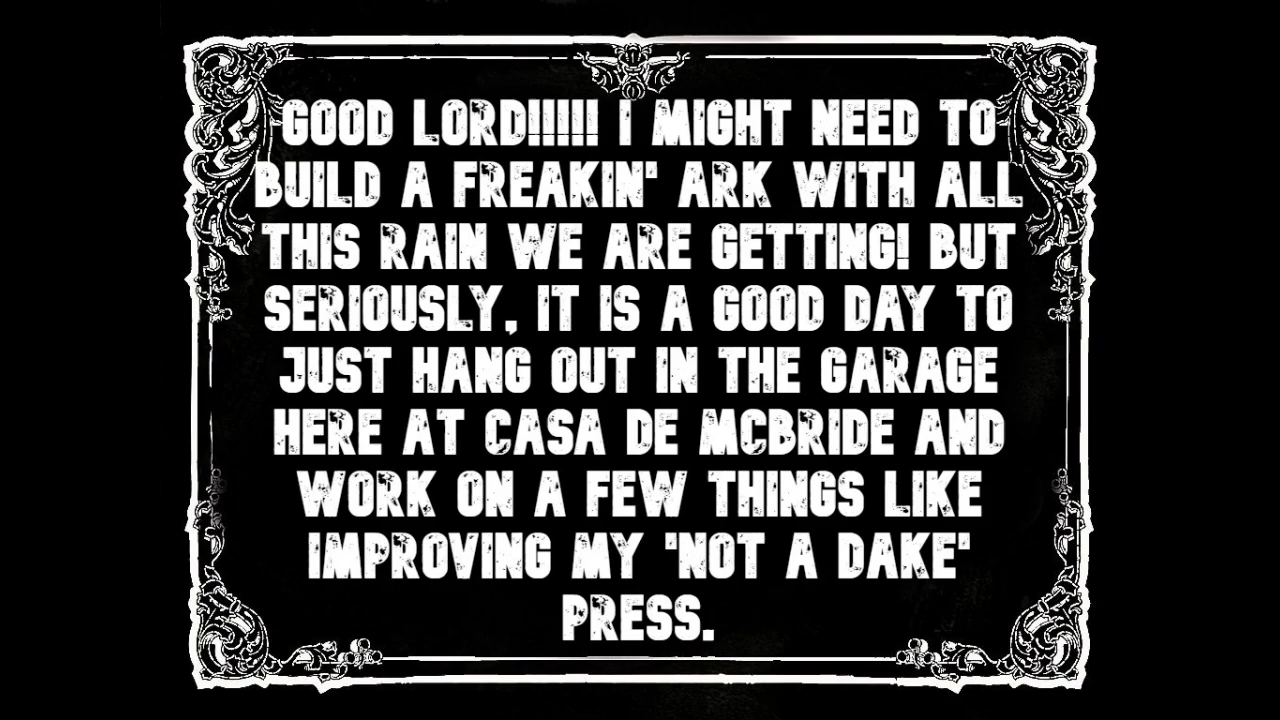 GOOD LORD!!!!!! I MIGHT NEED TO
BUILD A FREAKIN' ARK WITH ALL
THIS RAIN WE ARE GETTING! BUT
SERIOUSLY, IT IS A GOOD DAY TO
JUST HANG OUT IN THE GARAGE
HERE AT CASA DE MCBRIDE AND
WORK ON A FEW THINGS LIKE
IMPROVING MY 'NOT A DAKE'
PRESS.